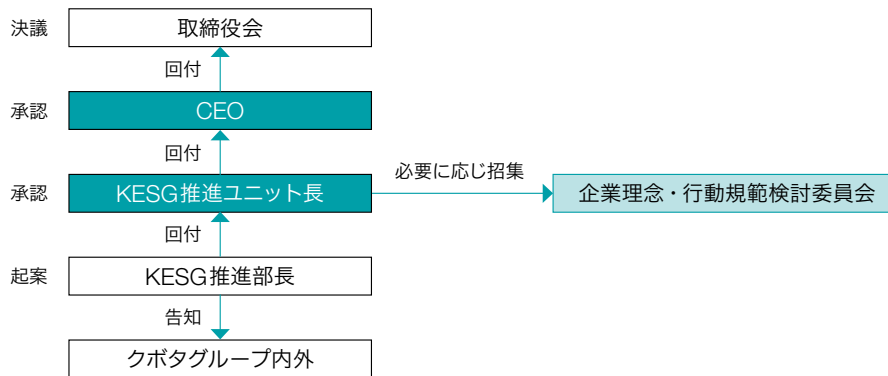 決議
取締役会
回付
承認
CEO
回付
必要に応じ招集
承認
KESG推進ユニット長
企業理念・行動規範検討委員会
回付
起案
KESG推進部長
告知
クボタグループ内外